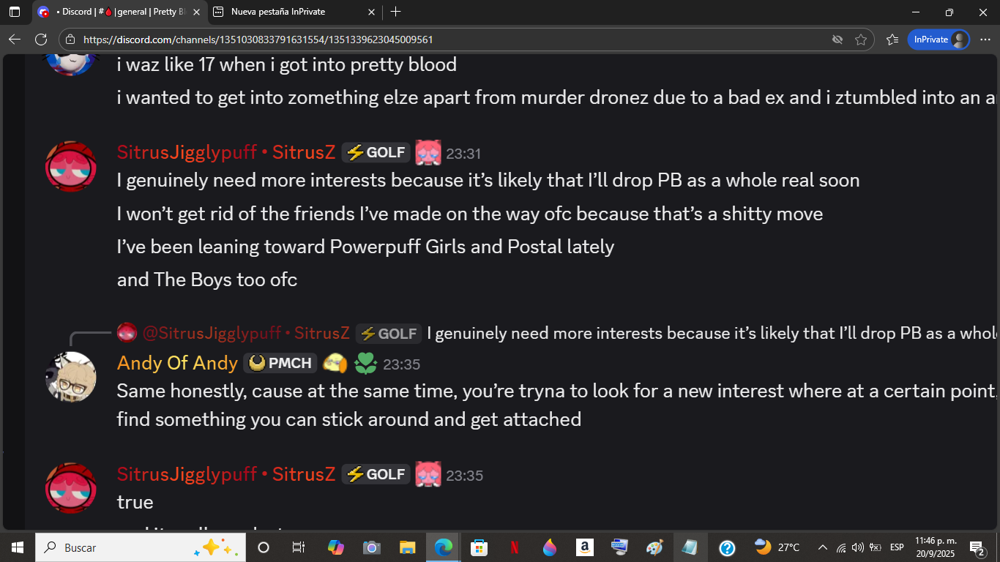 • Discord | #🩸|general | Pretty Bl
Nueva pestaña InPrivate
https://discord.com/channels/1351030833791631554/1351339623045009561
InPrivate
i waz like 17 when i got into pretty blood
i wanted to get into zomething elze apart from murder dronez due to a bad ex and i ztumbled into an a
SitrusJigglypuff • SitrusZ ⚡GOLF 23:31
I genuinely need more interests because it’s likely that I’ll drop PB as a whole real soon
I won’t get rid of the friends I’ve made on the way ofc because that’s a shitty move
I’ve been leaning toward Powerpuff Girls and Postal lately
and The Boys too ofc
@SitrusJigglypuff • SitrusZ ⚡GOLF I genuinely need more interests because it’s likely that I’ll drop PB as a whol
Andy Of Andy PMCH 23:35
Same honestly, cause at the same time, you’re tryna to look for a new interest where at a certain point,
find something you can stick around and get attached
SitrusJigglypuff • SitrusZ ⚡GOLF 23:35
true
Buscar
27°C
ESP
11:46 p. m.
20/9/2025
2